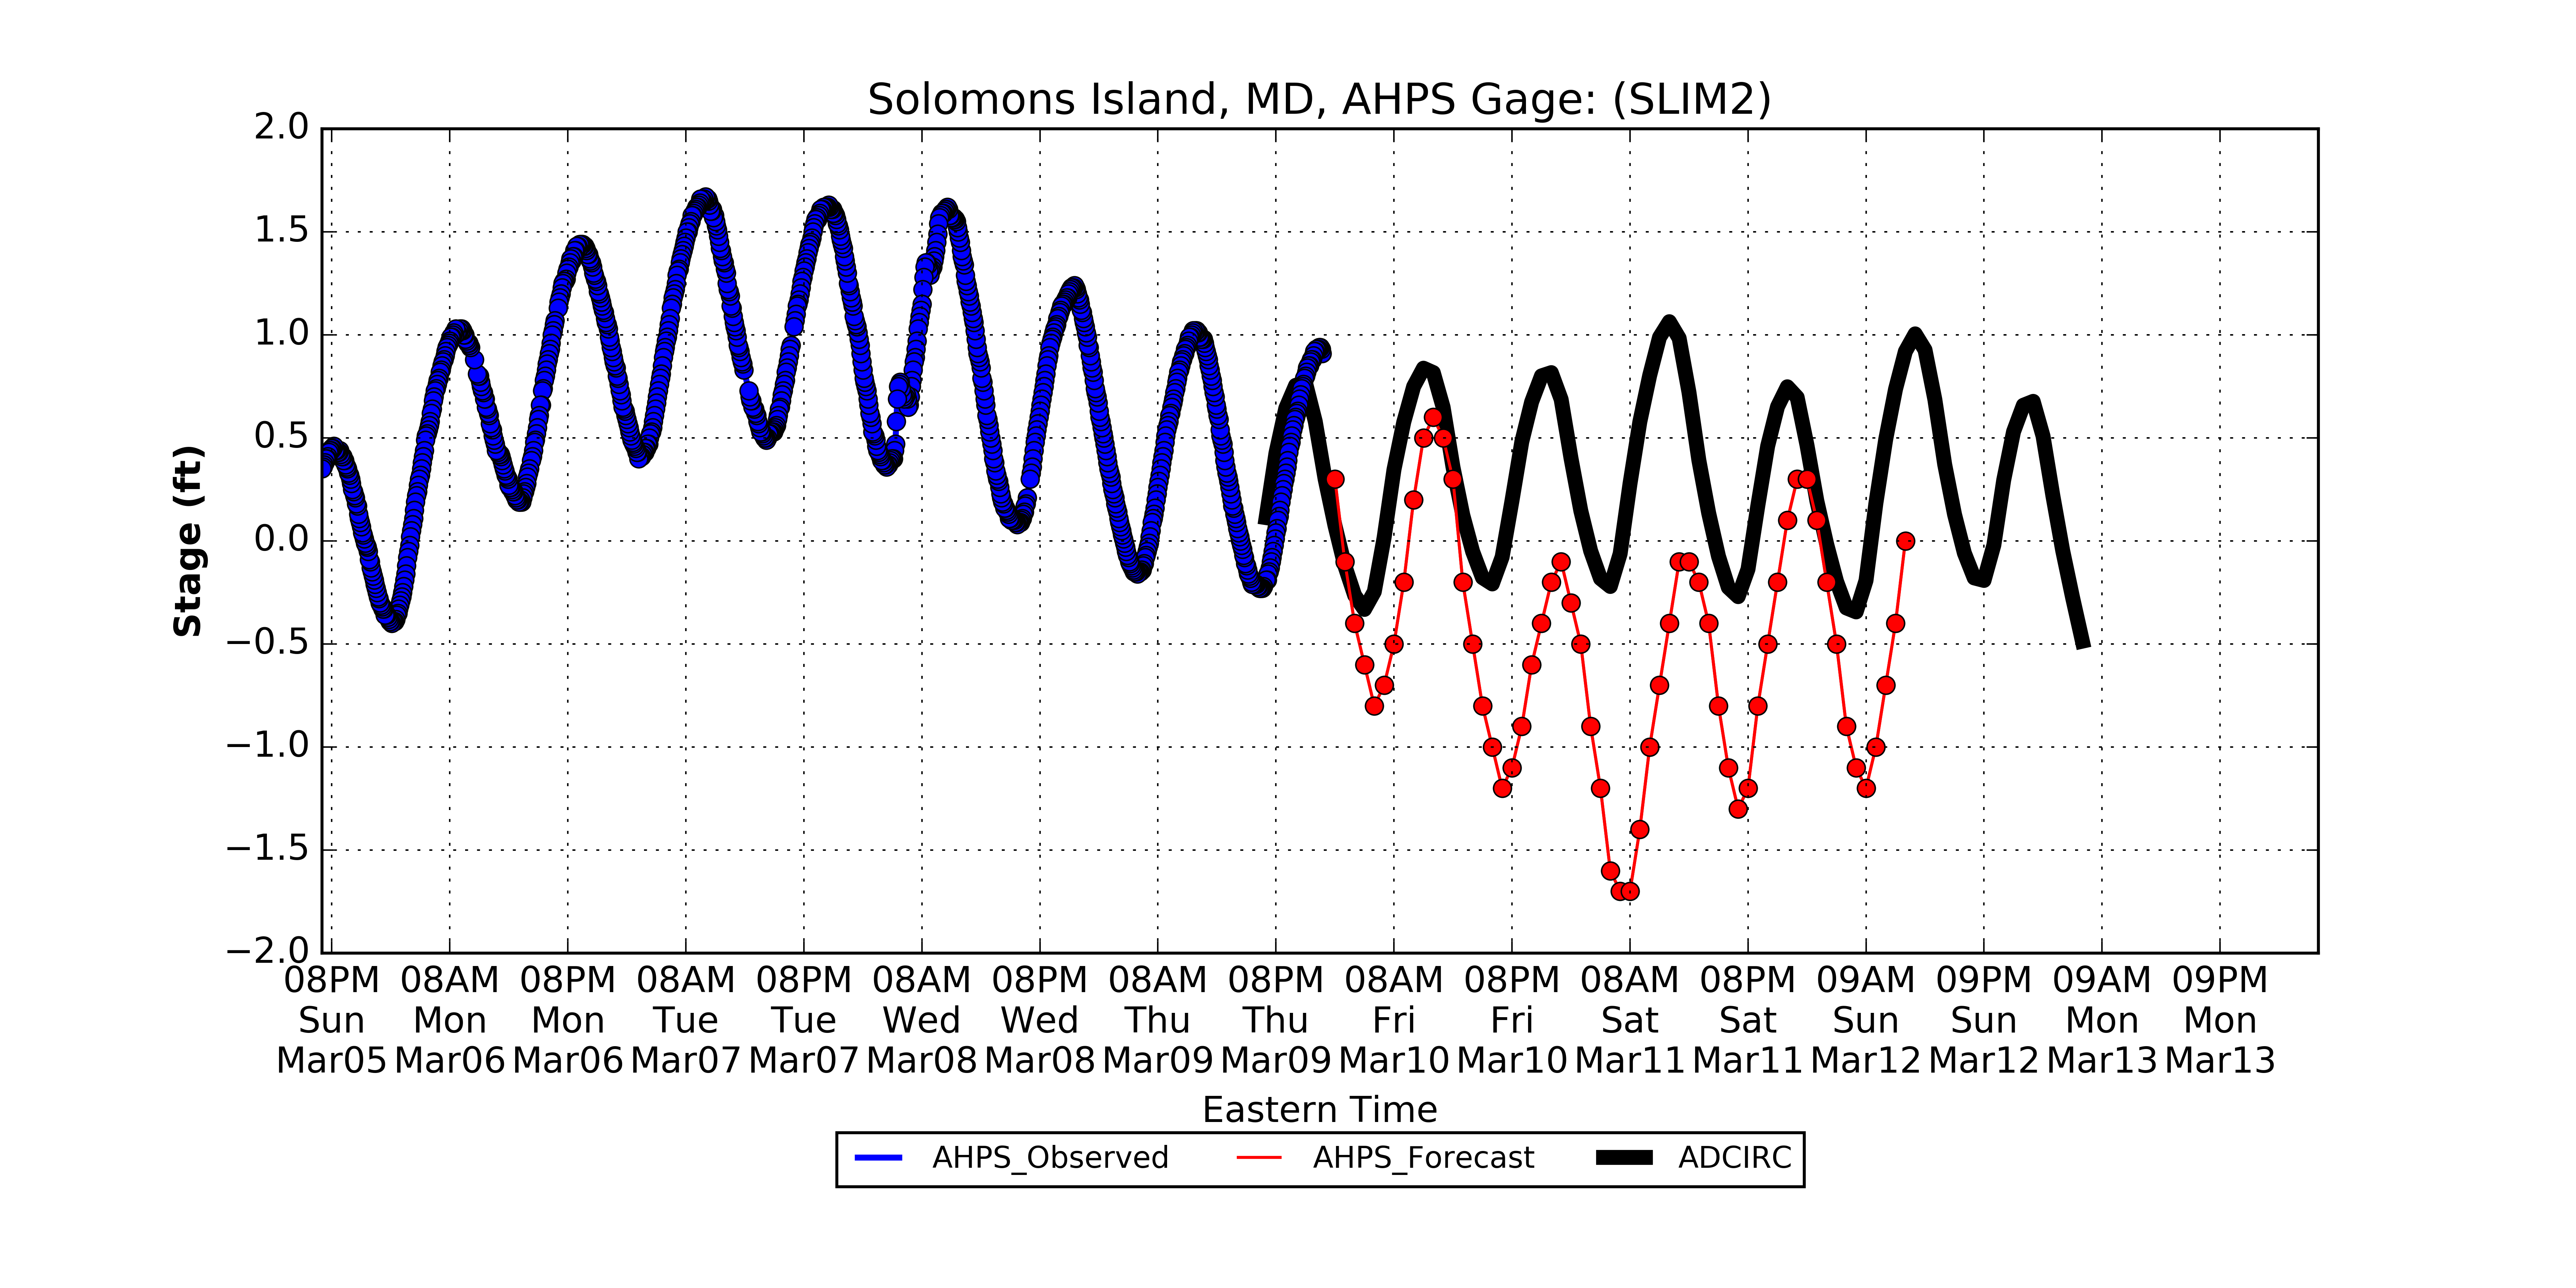 Solomons Island, MD, AHPS Gage: (SLIM2)
Stage (ft)
2.0
1.5
1.0
0.5
0.0
−0.5
−1.0
−1.5
−2.0
08PM 08AM 08PM 08AM 08PM 08AM 08PM 08AM 08PM 08AM 08PM 08AM 08PM 09AM 09PM 09AM 09PM
Sun Mon Mon Tue Tue Wed Wed Thu Thu Fri Fri Sat Sat Sun Sun Mon Mon
Mar05 Mar06 Mar06 Mar07 Mar07 Mar08 Mar08 Mar09 Mar09 Mar10 Mar10 Mar11 Mar11 Mar12 Mar12 Mar13 Mar13
Eastern Time
AHPS_Observed AHPS_Forecast ADCIRC